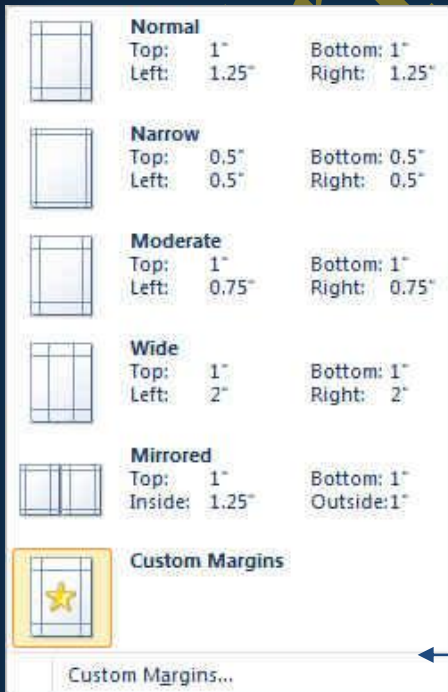 Normal
Top: 1" Bottom: 1"
Left: 1.25" Right: 1.25"
Narrow
Top: 0.5" Bottom: 0.5"
Left: 0.5" Right: 0.5"
Moderate
Top: 1" Bottom: 1"
Left: 0.75" Right: 0.75"
Wide
Top: 1" Bottom: 1"
Left: 2" Right: 2"
Mirrored
Top: 1" Bottom: 1"
Inside: 1.25" Outside:1"
Custom Margins
Custom Margins...